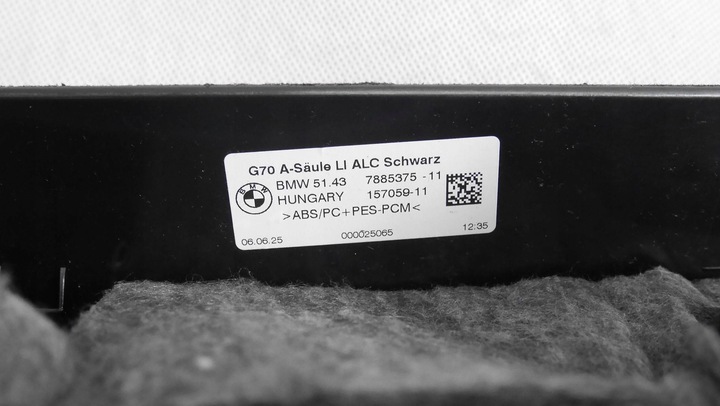 G70 A-Säule LI ALC Schwarz
BMW
BMW 51.43 7885375 -11
HUNGARY 157059-11
>ABS/PC+PES-PCM<
06.06.25 000025065 12:35